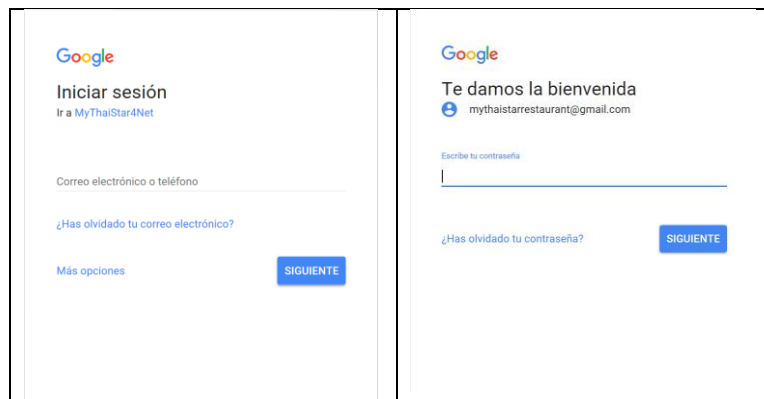 Google
Iniciar sesión
Ir a MyThaiStar4Net
Correo electrónico o teléfono
¿Has olvidado tu correo electrónico?
Más opciones
SIGUIENTE
Google
Te damos la bienvenida
mythaistarrestaurant@gmail.com
Escribe tu contraseña
¿Has olvidado tu contraseña?
SIGUIENTE